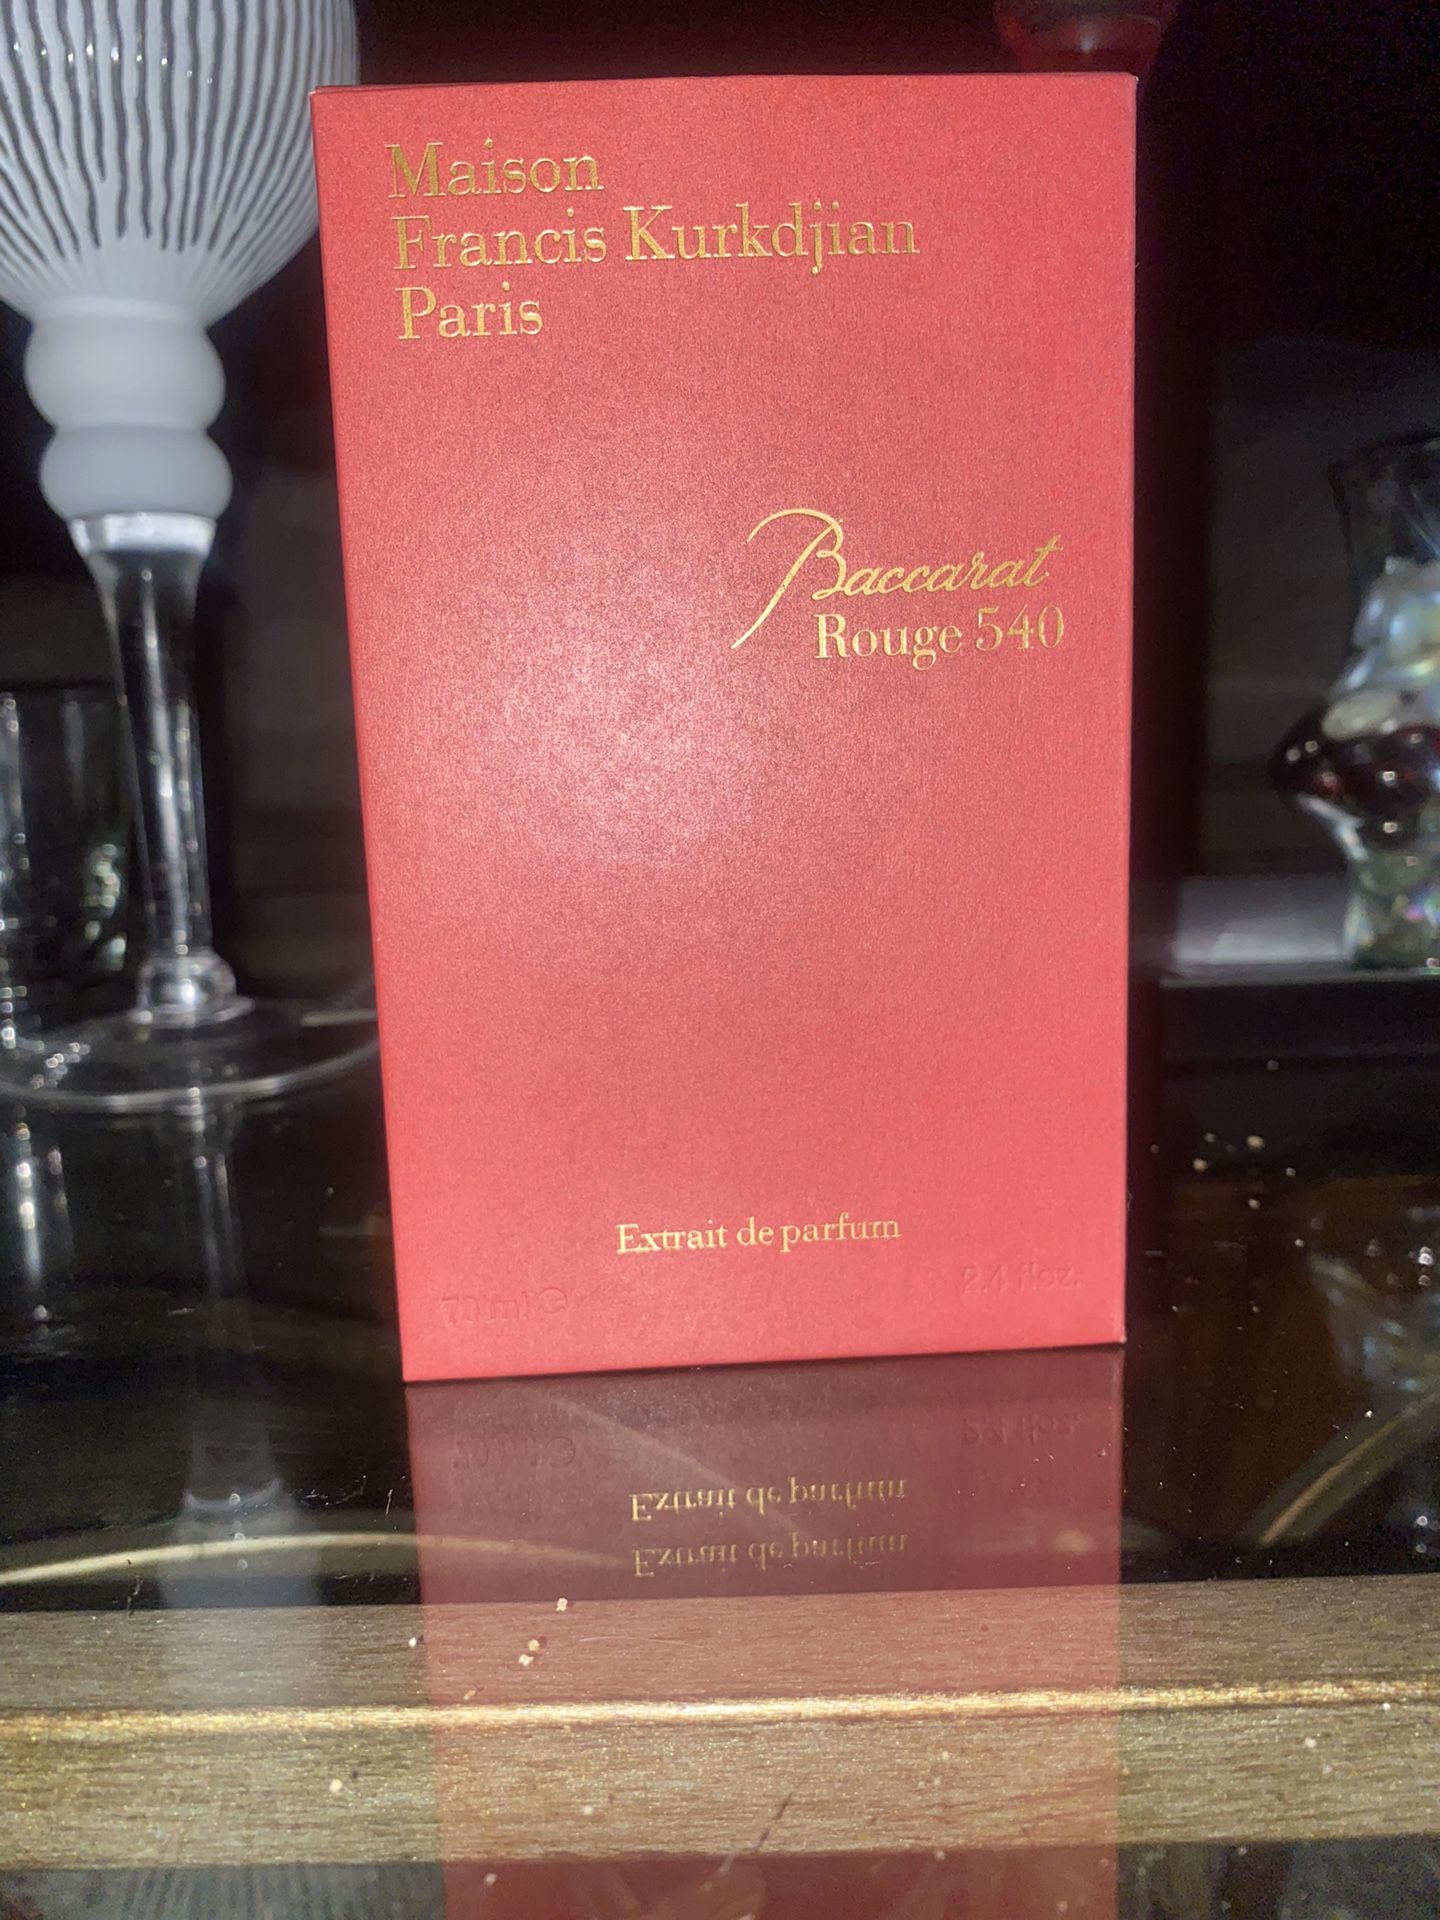 Maison
Francis Kurkdjian
Paris
Baccarat
Rouge 540
Extrait de parfum
70 ml ℮ 2.4 fl.oz.